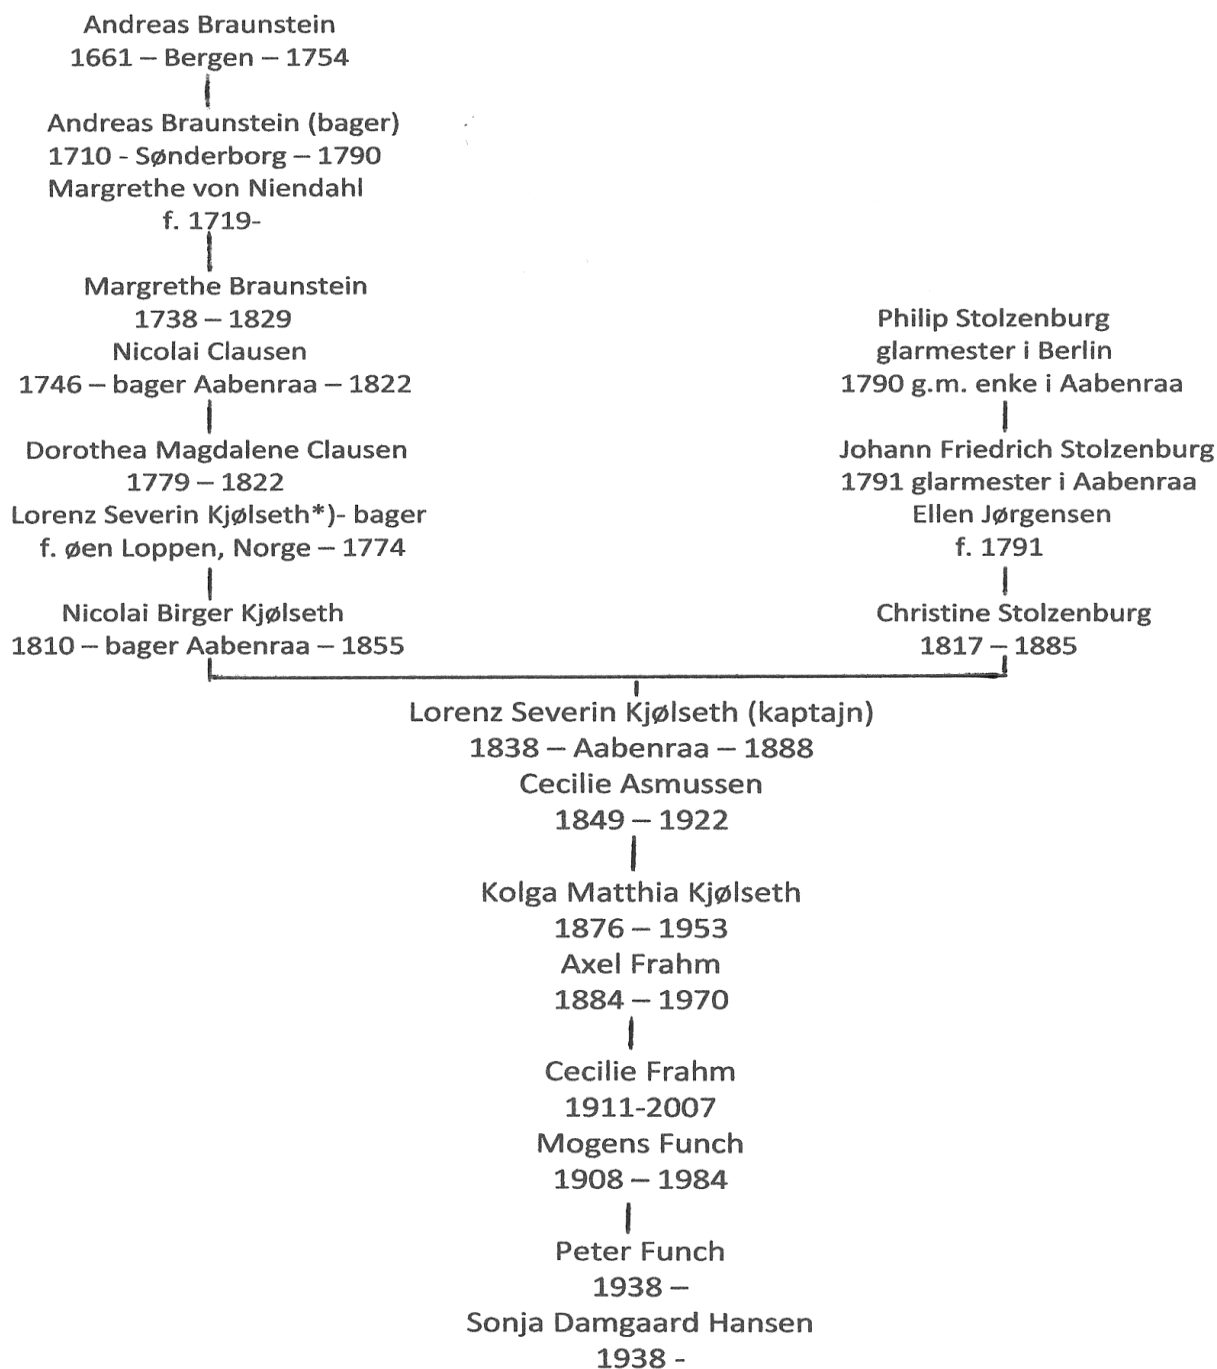 Andreas Braunstein
1661 – Bergen – 1754
Andreas Braunstein (bager)
1710 - Sønderborg – 1790
Margrethe von Niendahl
f. 1719-
Margrethe Braunstein
1738 – 1829
Nicolai Clausen
1746 – bager Aabenraa – 1822
Dorothea Magdalene Clausen
1779 – 1822
Lorenz Severin Kjølseth*)- bager
f. øen Loppen, Norge – 1774
Nicolai Birger Kjølseth
1810 – bager Aabenraa – 1855
Philip Stolzenburg
glarmester i Berlin
1790 g.m. enke i Aabenraa
Johann Friedrich Stolzenburg
1791 glarmester i Aabenraa
Ellen Jørgensen
f. 1791
Christine Stolzenburg
1817 – 1885
Lorenz Severin Kjølseth (kaptajn)
1838 – Aabenraa – 1888
Cecilie Asmussen
1849 – 1922
Kolga Matthia Kjølseth
1876 – 1953
Axel Frahm
1884 – 1970
Cecilie Frahm
1911-2007
Mogens Funch
1908 – 1984
Peter Funch
1938 –
Sonja Damgaard Hansen
1938 -